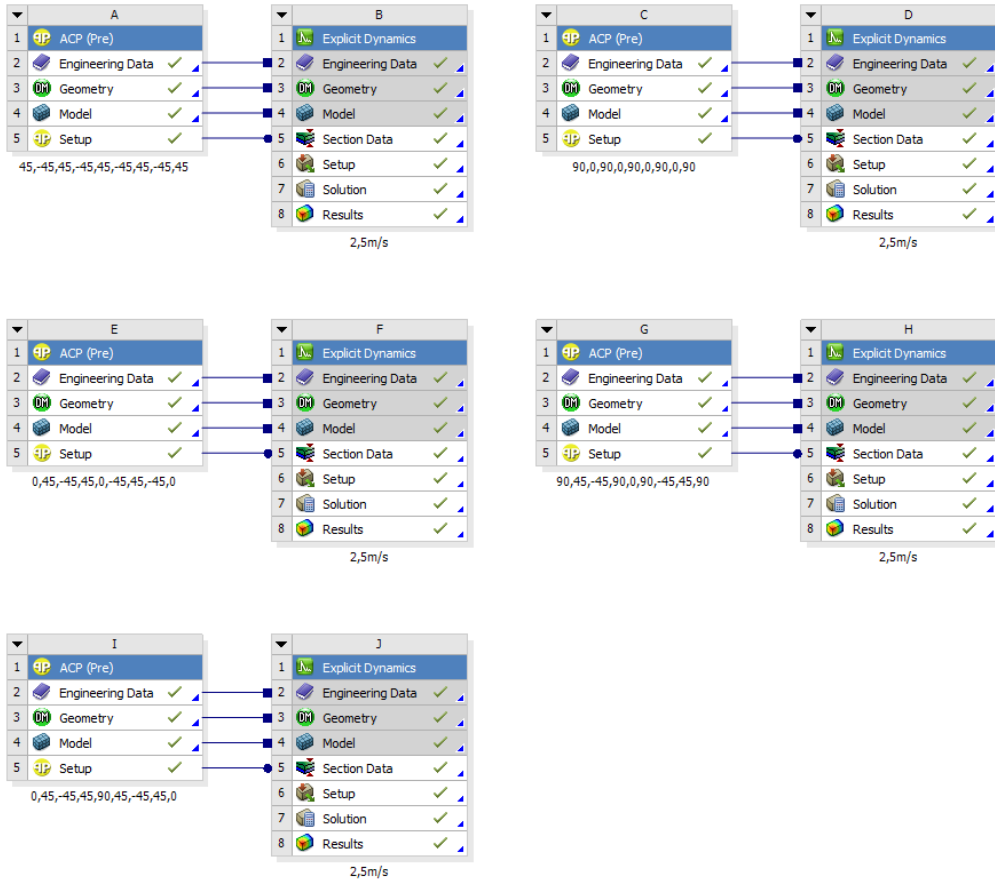 A
1 ACP (Pre)
2 Engineering Data
3 Geometry
4 Model
5 Setup
45,-45,45,-45,45,-45,45,-45,45
B
1 Explicit Dynamics
2 Engineering Data
3 Geometry
4 Model
5 Section Data
6 Setup
7 Solution
8 Results
2,5m/s
C
1 ACP (Pre)
2 Engineering Data
3 Geometry
4 Model
5 Setup
90,0,90,0,90,0,90,0,90
D
1 Explicit Dynamics
2 Engineering Data
3 Geometry
4 Model
5 Section Data
6 Setup
7 Solution
8 Results
2,5m/s
E
1 ACP (Pre)
2 Engineering Data
3 Geometry
4 Model
5 Setup
0,45,-45,45,0,-45,45,-45,0
F
1 Explicit Dynamics
2 Engineering Data
3 Geometry
4 Model
5 Section Data
6 Setup
7 Solution
8 Results
2,5m/s
G
1 ACP (Pre)
2 Engineering Data
3 Geometry
4 Model
5 Setup
90,45,-45,90,0,90,-45,45,90
H
1 Explicit Dynamics
2 Engineering Data
3 Geometry
4 Model
5 Section Data
6 Setup
7 Solution
8 Results
2,5m/s
I
1 ACP (Pre)
2 Engineering Data
3 Geometry
4 Model
5 Setup
0,45,-45,45,90,45,-45,45,0
J
1 Explicit Dynamics
2 Engineering Data
3 Geometry
4 Model
5 Section Data
6 Setup
7 Solution
8 Results
2,5m/s